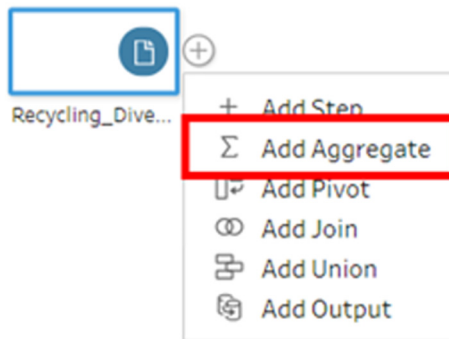 Recycling_Dive...
Add Step
Add Aggregate
Add Pivot
Add Join
Add Union
Add Output